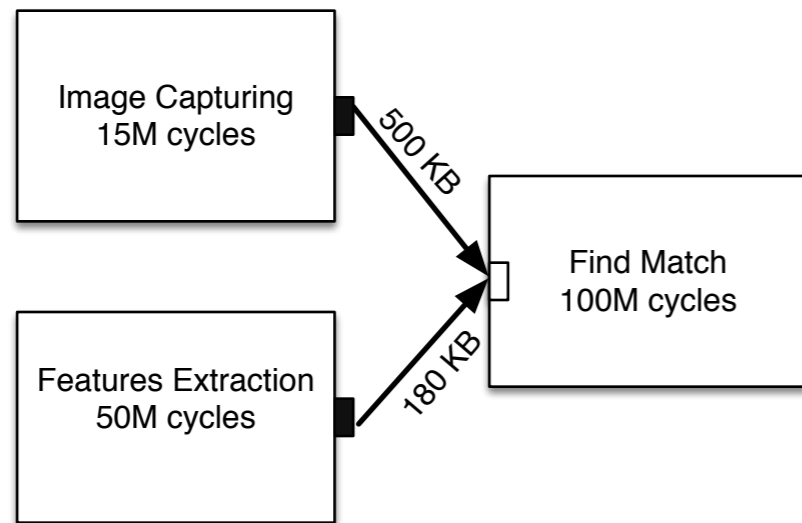 Image Capturing
15M cycles
500 KB
Find Match
100M cycles
Features Extraction
50M cycles
180 KB